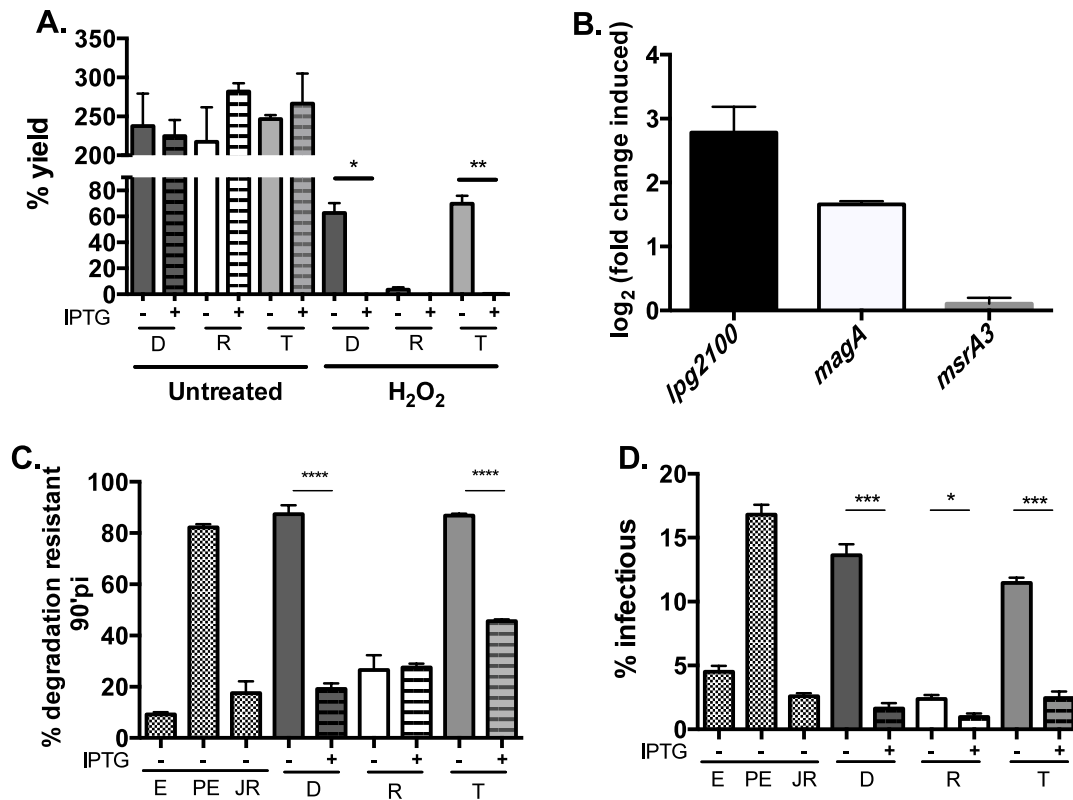 A.
% yield
350
300
250
200
80
60
40
20
0
* **
IPTG - + - + - + - + - + - +
D R T D R T
Untreated H₂O₂
B.
log₂ (fold change induced)
4
3
2
1
0
lpg2100 magA msrA3
C.
% degradation resistant
90'pi
100
80
60
40
20
0
**** ****
IPTG - - - - + - + - +
E PE JR D R T
D.
% infectious
20
15
10
5
0
*** * ***
IPTG - - - - + - + - +
E PE JR D R T